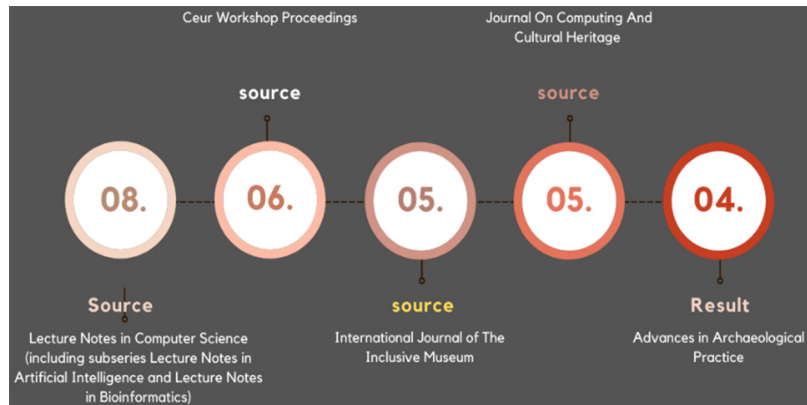 Ceur Workshop Proceedings
Journal On Computing And
Cultural Heritage
source
source
08.
06.
05.
05.
04.
Source
source
Result
Lecture Notes in Computer Science
(including subseries Lecture Notes in
Artificial Intelligence and Lecture Notes
in Bioinformatics)
International Journal of The
Inclusive Museum
Advances in Archaeological
Practice